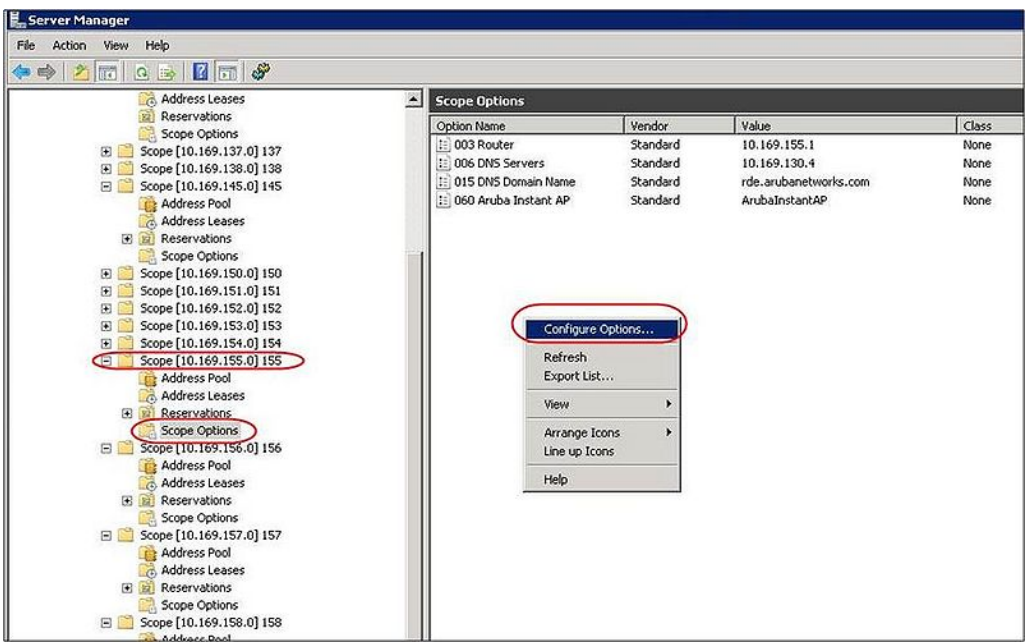 Server Manager
File Action View Help
Address Leases
Reservations
Scope Options
Scope [10.169.137.0] 137
Scope [10.169.138.0] 138
Scope [10.169.145.0] 145
Address Pool
Address Leases
Reservations
Scope Options
Scope [10.169.150.0] 150
Scope [10.169.151.0] 151
Scope [10.169.152.0] 152
Scope [10.169.153.0] 153
Scope [10.169.154.0] 154
Scope [10.169.155.0] 155
Address Pool
Address Leases
Reservations
Scope Options
Scope [10.169.156.0] 156
Address Pool
Address Leases
Reservations
Scope Options
Scope [10.169.157.0] 157
Address Pool
Address Leases
Reservations
Scope Options
Scope [10.169.158.0] 158
Address Pool
Scope Options
Option Name Vendor Value Class
003 Router Standard 10.169.155.1 None
006 DNS Servers Standard 10.169.130.4 None
015 DNS Domain Name Standard rde.arubanetworks.com None
060 Aruba Instant AP Standard ArubaInstantAP None
Configure Options...
Refresh
Export List...
View
Arrange Icons
Line up Icons
Help